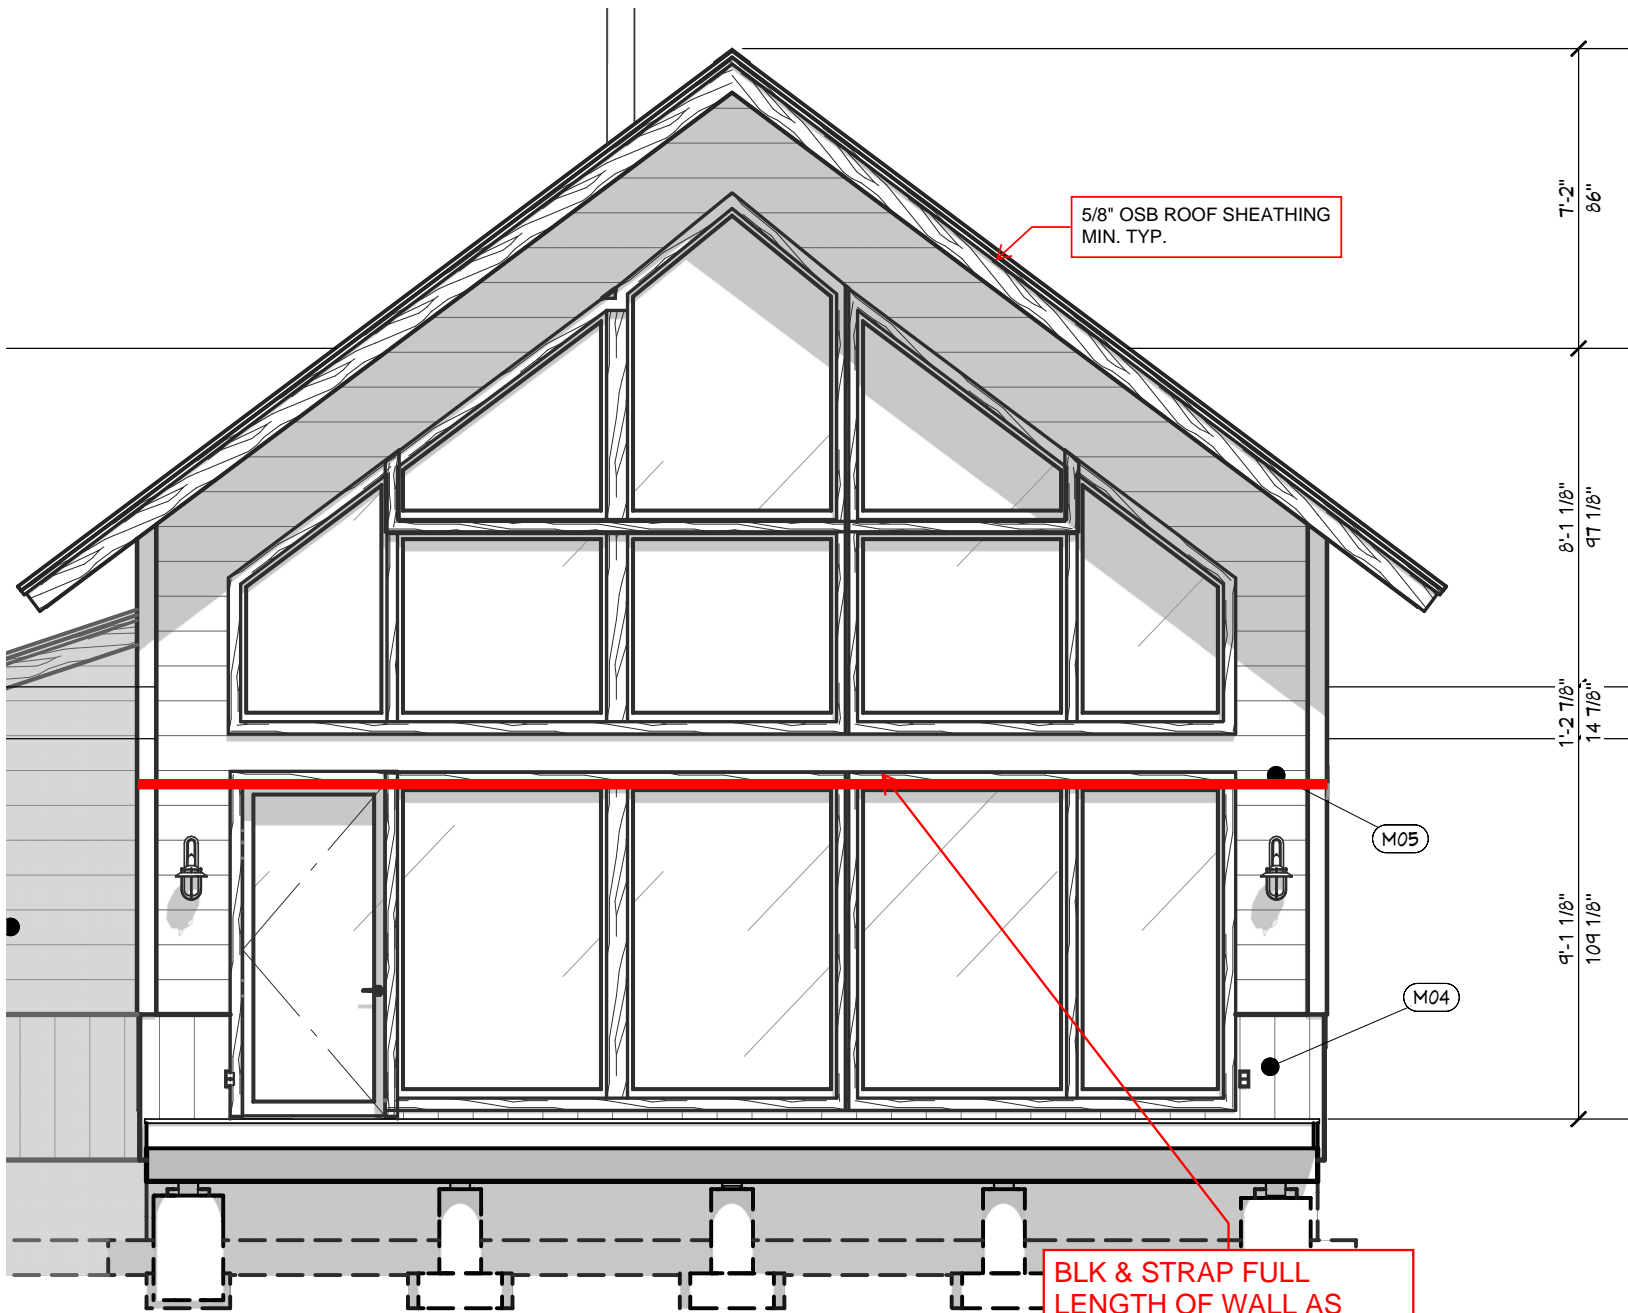 5/8" OSB ROOF SHEATHING
MIN. TYP.
7'-2"
86"
8'-1 1/8"
97 1/8"
1'-2 7/8"
14 7/8"
M05
9'-1 1/8"
109 1/8"
M04
BLK & STRAP FULL
LENGTH OF WALL AS